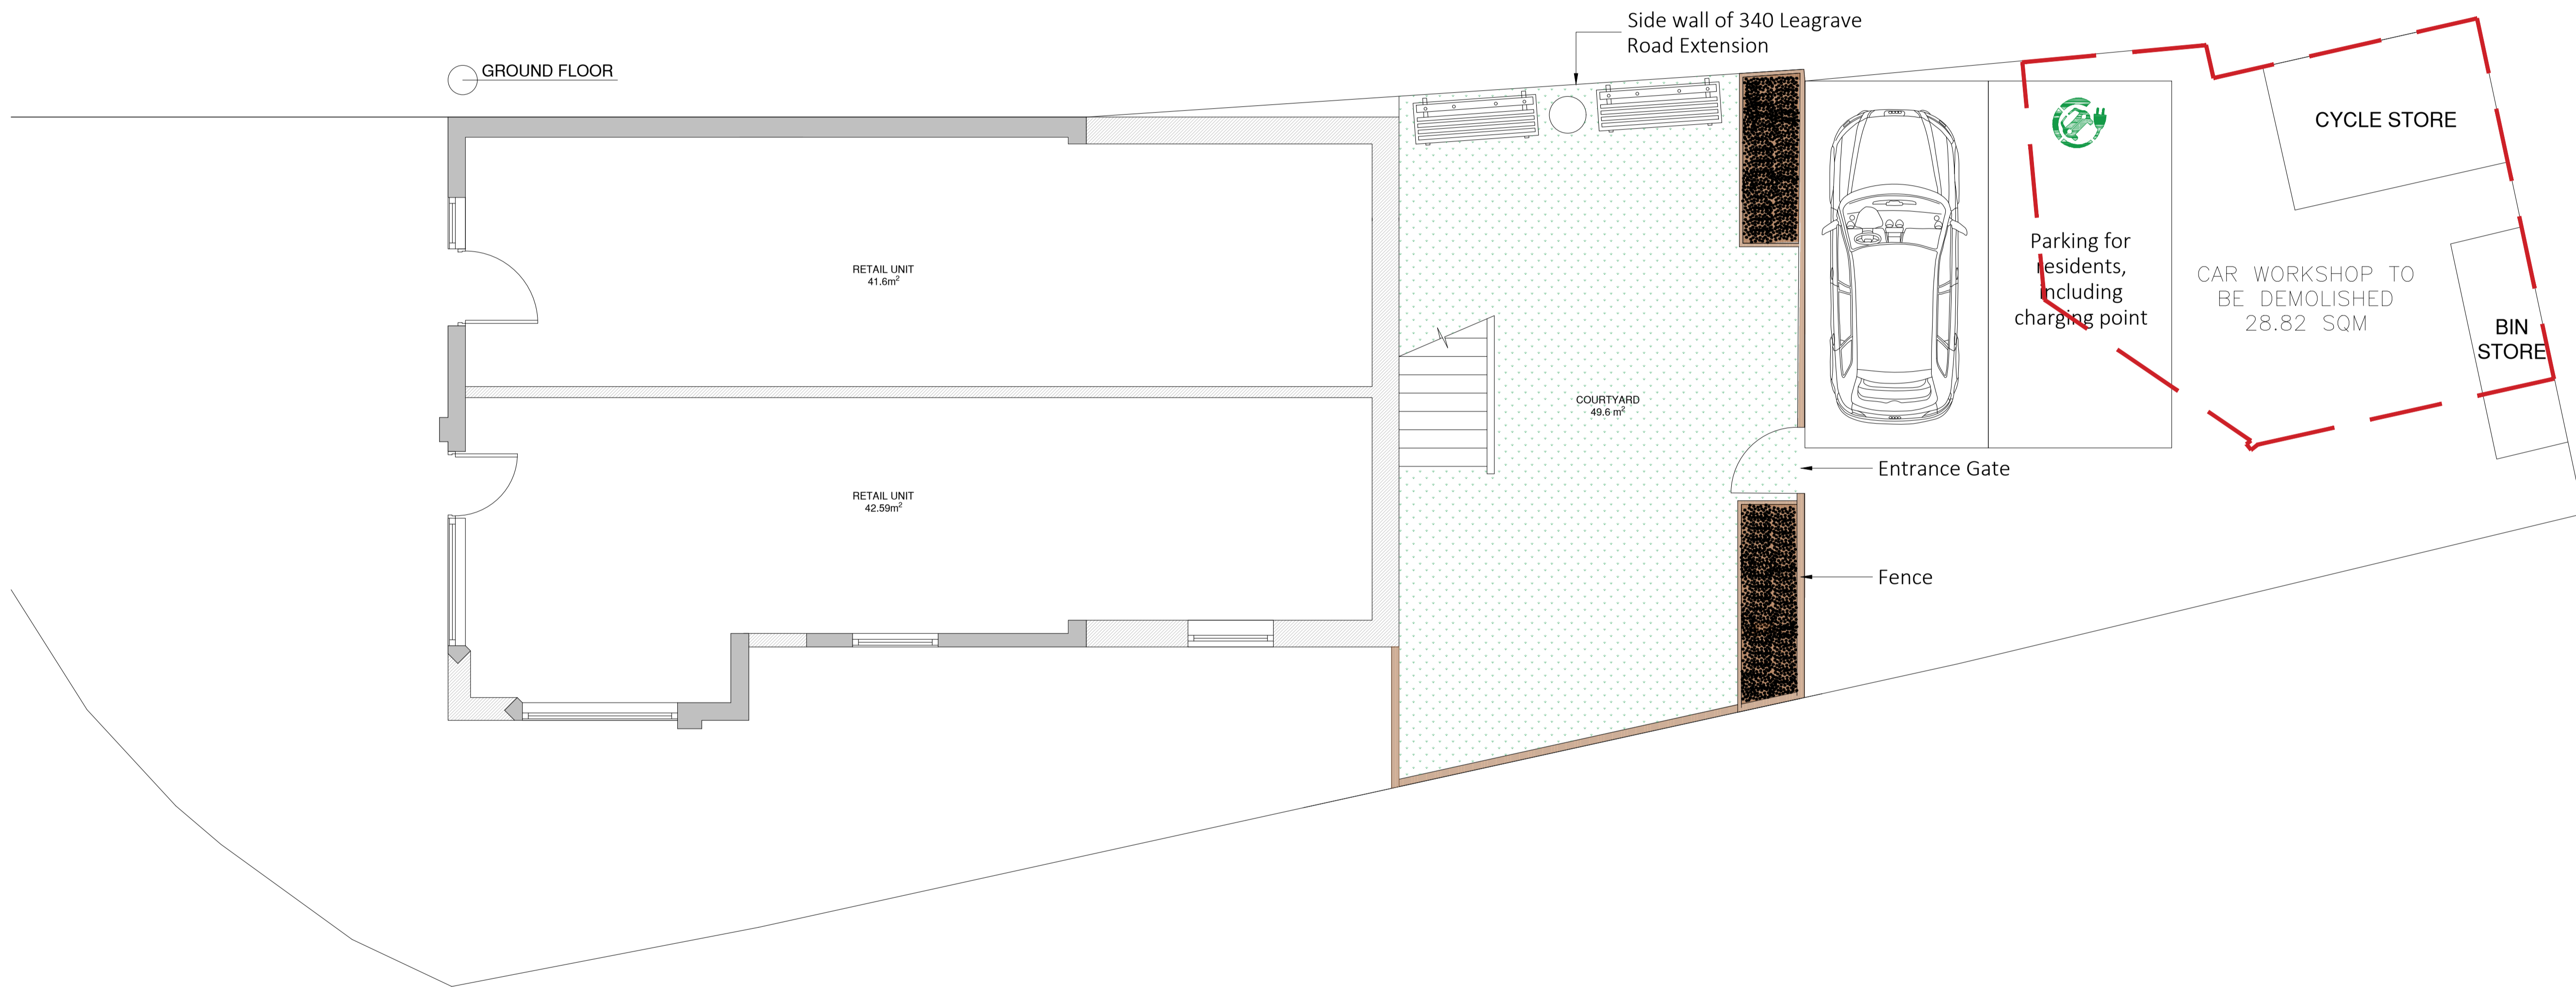 Side wall of 340 Leagrave
Road Extension
GROUND FLOOR
CYCLE STORE
RETAIL UNIT
41.6m²
Parking for
residents,
including
charging point
CAR WORKSHOP TO
BE DEMOLISHED
28.82 SQM
BIN
STORE
COURTYARD
49.6 m²
Entrance Gate
RETAIL UNIT
42.59m²
Fence